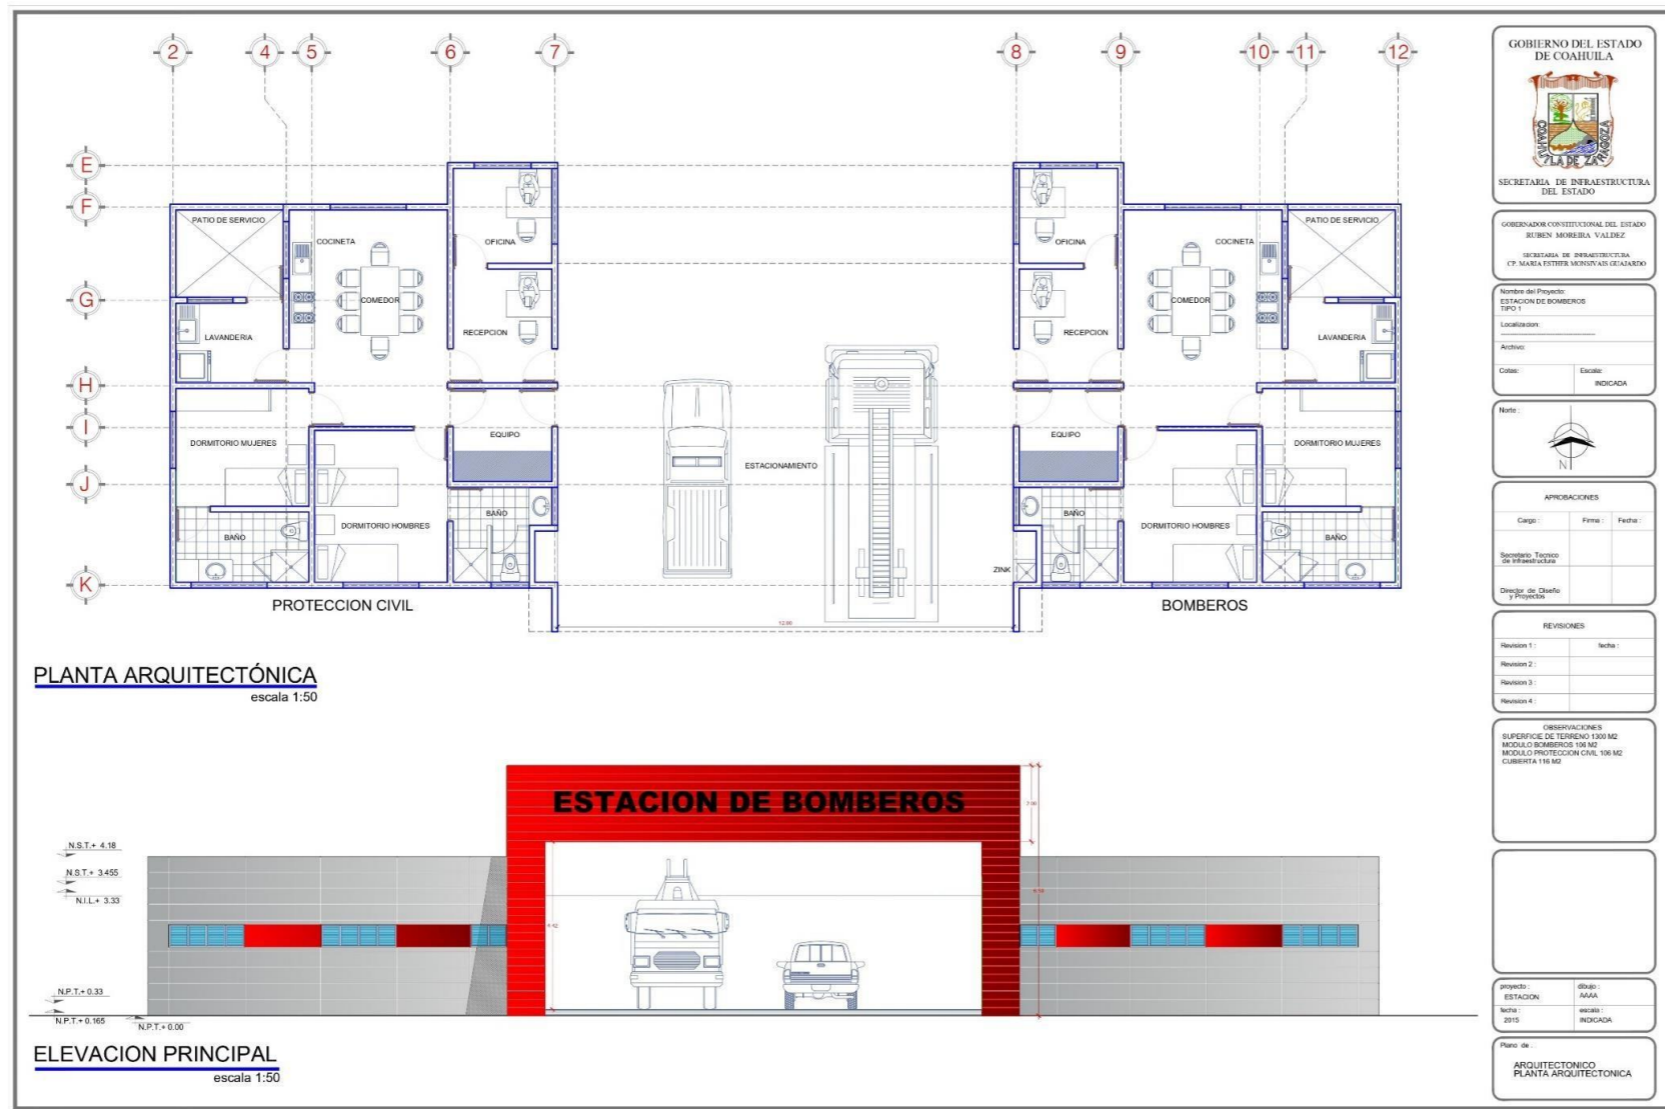 2
4
5
6
7
8
9
10
11
12
E
F
G
H
I
J
K
PATIO DE SERVICIO
COCINETA
OFICINA
COMEDOR
RECEPCION
LAVANDERIA
EQUIPO
DORMITORIO MUJERES
BAÑO
DORMITORIO HOMBRES
BAÑO
ESTACIONAMIENTO
OFICINA
COCINETA
PATIO DE SERVICIO
RECEPCION
COMEDOR
LAVANDERIA
EQUIPO
DORMITORIO MUJERES
BAÑO
DORMITORIO HOMBRES
BAÑO
ZINK
PROTECCION CIVIL
BOMBEROS
PLANTA ARQUITECTÓNICA
escala 1:50
ESTACION DE BOMBEROS
N.S.T.+ 4.18
N.S.T.+ 3.455
N.I.L.+ 3.33
N.P.T.+ 0.33
N.P.T.+ 0.165
N.P.T.+ 0.00
ELEVACION PRINCIPAL
escala 1:50
GOBIERNO DEL ESTADO
DE COAHUILA
COAHUILA DE ZARAGOZA
SECRETARIA DE INFRAESTRUCTURA
DEL ESTADO
GOBERNADOR CONSTITUCIONAL DEL ESTADO
RUBEN MOREIRA VALDEZ
SECRETARIA DE INFRAESTRUCTURA
CP. MARIA ESTHER MONSIVAIS GUAJARDO
Nombre del Proyecto:
ESTACION DE BOMBEROS
TIPO 1
Localizacion:
Archivo:
Cotas:
Escala:
INDICADA
Norte :
N
APROBACIONES
Cargo :
Firma :
Fecha :
Secretario Tecnico
de Infraestructura
Director de Diseño
y Proyectos
REVISIONES
Revision 1 :
fecha :
Revision 2 :
Revision 3 :
Revision 4 :
OBSERVACIONES
SUPERFICIE DE TERRENO 1300 M2
MODULO BOMBEROS 106 M2
MODULO PROTECCION CIVIL 106 M2
CUBIERTA 116 M2
proyecto :
ESTACION
dibujo :
AAAA
fecha :
2015
escala :
INDICADA
Plano de :
ARQUITECTONICO
PLANTA ARQUITECTONICA